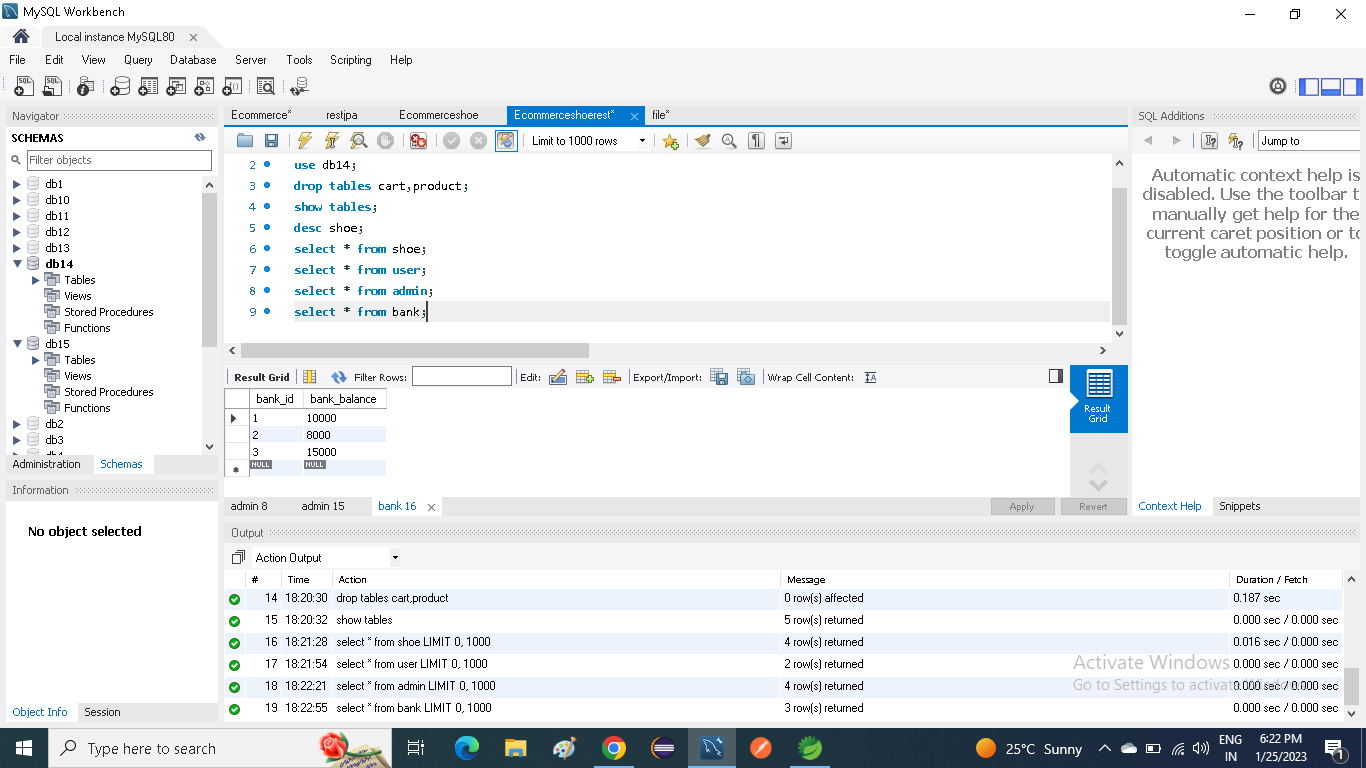 MySQL Workbench
Local instance MySQL80
File Edit View Query Database Server Tools Scripting Help
Navigator
SCHEMAS
Filter objects
db1
db10
db11
db12
db13
db14
Tables
Views
Stored Procedures
Functions
db15
Tables
Views
Stored Procedures
Functions
db2
db3
Administration Schemas
Information
No object selected
Object Info Session
Ecommerce* restjpa Ecommerceshoe Ecommerceshoerest* file*
Limit to 1000 rows
2 use db14;
3 drop tables cart,product;
4 show tables;
5 desc shoe;
6 select * from shoe;
7 select * from user;
8 select * from admin;
9 select * from bank;
Result Grid Filter Rows: Edit: Export/Import: Wrap Cell Content:
bank_id bank_balance
1 10000
2 8000
3 15000
NULL NULL
Result
Grid
admin 8 admin 15 bank 16 Apply Revert
SQL Additions
Jump to
Automatic context help is
disabled. Use the toolbar t
manually get help for the
current caret position or to
toggle automatic help.
Context Help Snippets
Output
Action Output
# Time Action Message Duration / Fetch
14 18:20:30 drop tables cart,product 0 row(s) affected 0.187 sec
15 18:20:32 show tables 5 row(s) returned 0.000 sec / 0.000 sec
16 18:21:28 select * from shoe LIMIT 0, 1000 4 row(s) returned 0.016 sec / 0.000 sec
17 18:21:54 select * from user LIMIT 0, 1000 2 row(s) returned 0.000 sec / 0.000 sec
18 18:22:21 select * from admin LIMIT 0, 1000 4 row(s) returned 0.000 sec / 0.000 sec
19 18:22:55 select * from bank LIMIT 0, 1000 3 row(s) returned 0.000 sec / 0.000 sec
Activate Windows
Go to Settings to activate Windows.
Type here to search
25°C Sunny
ENG
IN
6:22 PM
1/25/2023
1